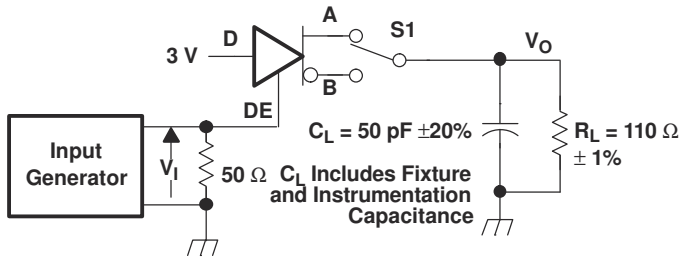 A
S1
D
3 V
VO
B
DE
CL = 50 pF ±20%
RL = 110 Ω
± 1%
Input
Generator
VI
50 Ω
CL Includes Fixture
and Instrumentation
Capacitance